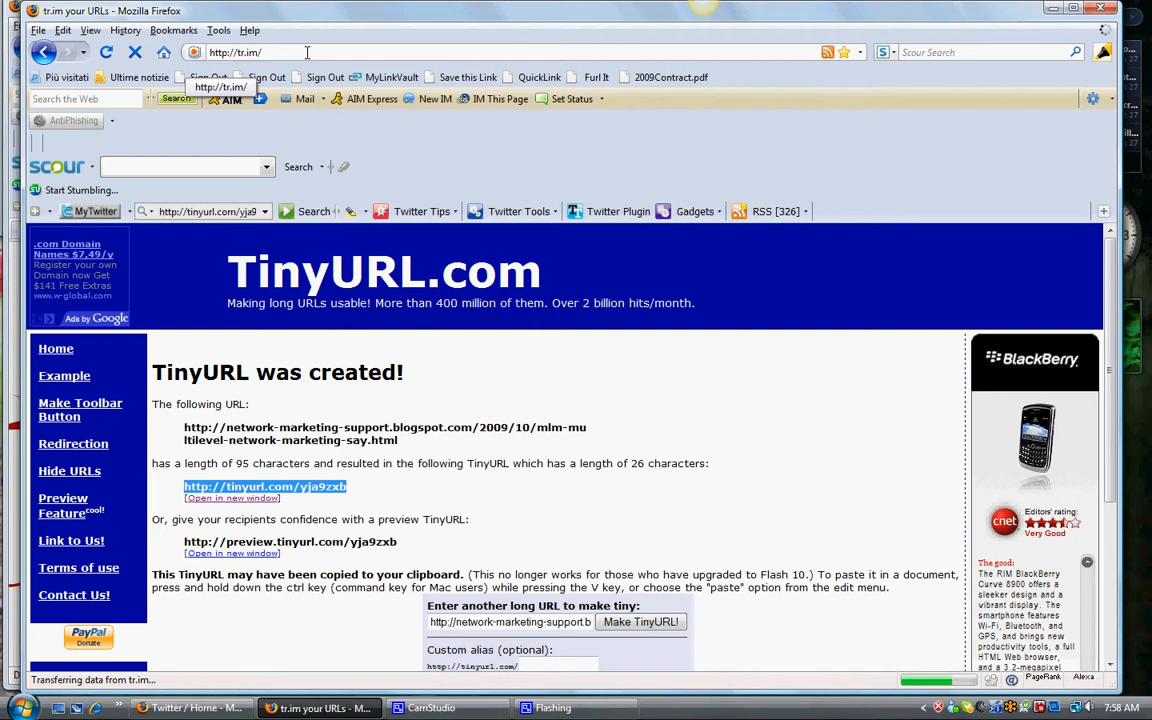 tr.im your URLs - Mozilla Firefox
File Edit View History Bookmarks Tools Help
http://tr.im/ S Scour Search
Più visitati Ultime notizie Sign Out Sign Out Sign Out MyLinkVault Save this Link QuickLink Furl It 2009Contract.pdf
http://tr.im/
Search the Web Search AIM Mail AIM Express New IM IM This Page Set Status
AntiPhishing
scour Search
Start Stumbling...
MyTwitter http://tinyurl.com/yja9 Search Twitter Tips Twitter Tools Twitter Plugin Gadgets RSS [326]
.com Domain
Names $7,49/y
Register your own
Domain now Get
$141 Free Extras
www.w-global.com
Ads by Google
TinyURL.com
Making long URLs usable! More than 400 million of them. Over 2 billion hits/month.
Home
Example
Make Toolbar
Button
Redirection
Hide URLs
Preview
Feature cool!
Link to Us!
Terms of use
Contact Us!
PayPal
Donate
TinyURL was created!
The following URL:
http://network-marketing-support.blogspot.com/2009/10/mlm-mu
ltilevel-network-marketing-say.html
has a length of 95 characters and resulted in the following TinyURL which has a length of 26 characters:
http://tinyurl.com/yja9zxb
[Open in new window]
Or, give your recipients confidence with a preview TinyURL:
http://preview.tinyurl.com/yja9zxb
[Open in new window]
This TinyURL may have been copied to your clipboard. (This no longer works for those who have upgraded to Flash 10.) To paste it in a document,
press and hold down the ctrl key (command key for Mac users) while pressing the V key, or choose the "paste" option from the edit menu.
Enter another long URL to make tiny:
http://network-marketing-support.b Make TinyURL!
Custom alias (optional):
http://tinyurl.com/
BlackBerry
cnet Editors' rating:
Very Good
The good:
The RIM BlackBerry
Curve 8900 offers a
sleeker design and
a vibrant display. The
smartphone features
Wi-Fi, Bluetooth, and
GPS, and brings new
productivity tools, a
full HTML Web browser,
and a 3.2-megapixel
Transferring data from tr.im... PageRank Alexa
Twitter / Home - M... tr.im your URLs - M... CamStudio Flashing 7:58 AM